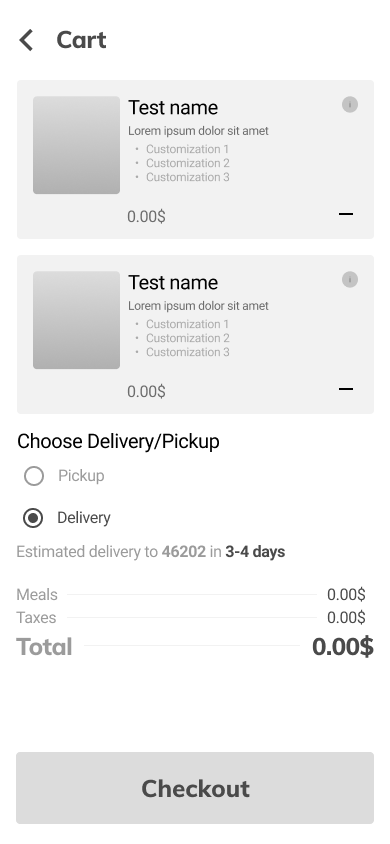 Cart
Test name
Lorem ipsum dolor sit amet
• Customization 1
• Customization 2
• Customization 3
0.00$
Test name
Lorem ipsum dolor sit amet
• Customization 1
• Customization 2
• Customization 3
0.00$
Choose Delivery/Pickup
Pickup
Delivery
Estimated delivery to 46202 in 3-4 days
Meals 0.00$
Taxes 0.00$
Total 0.00$
Checkout